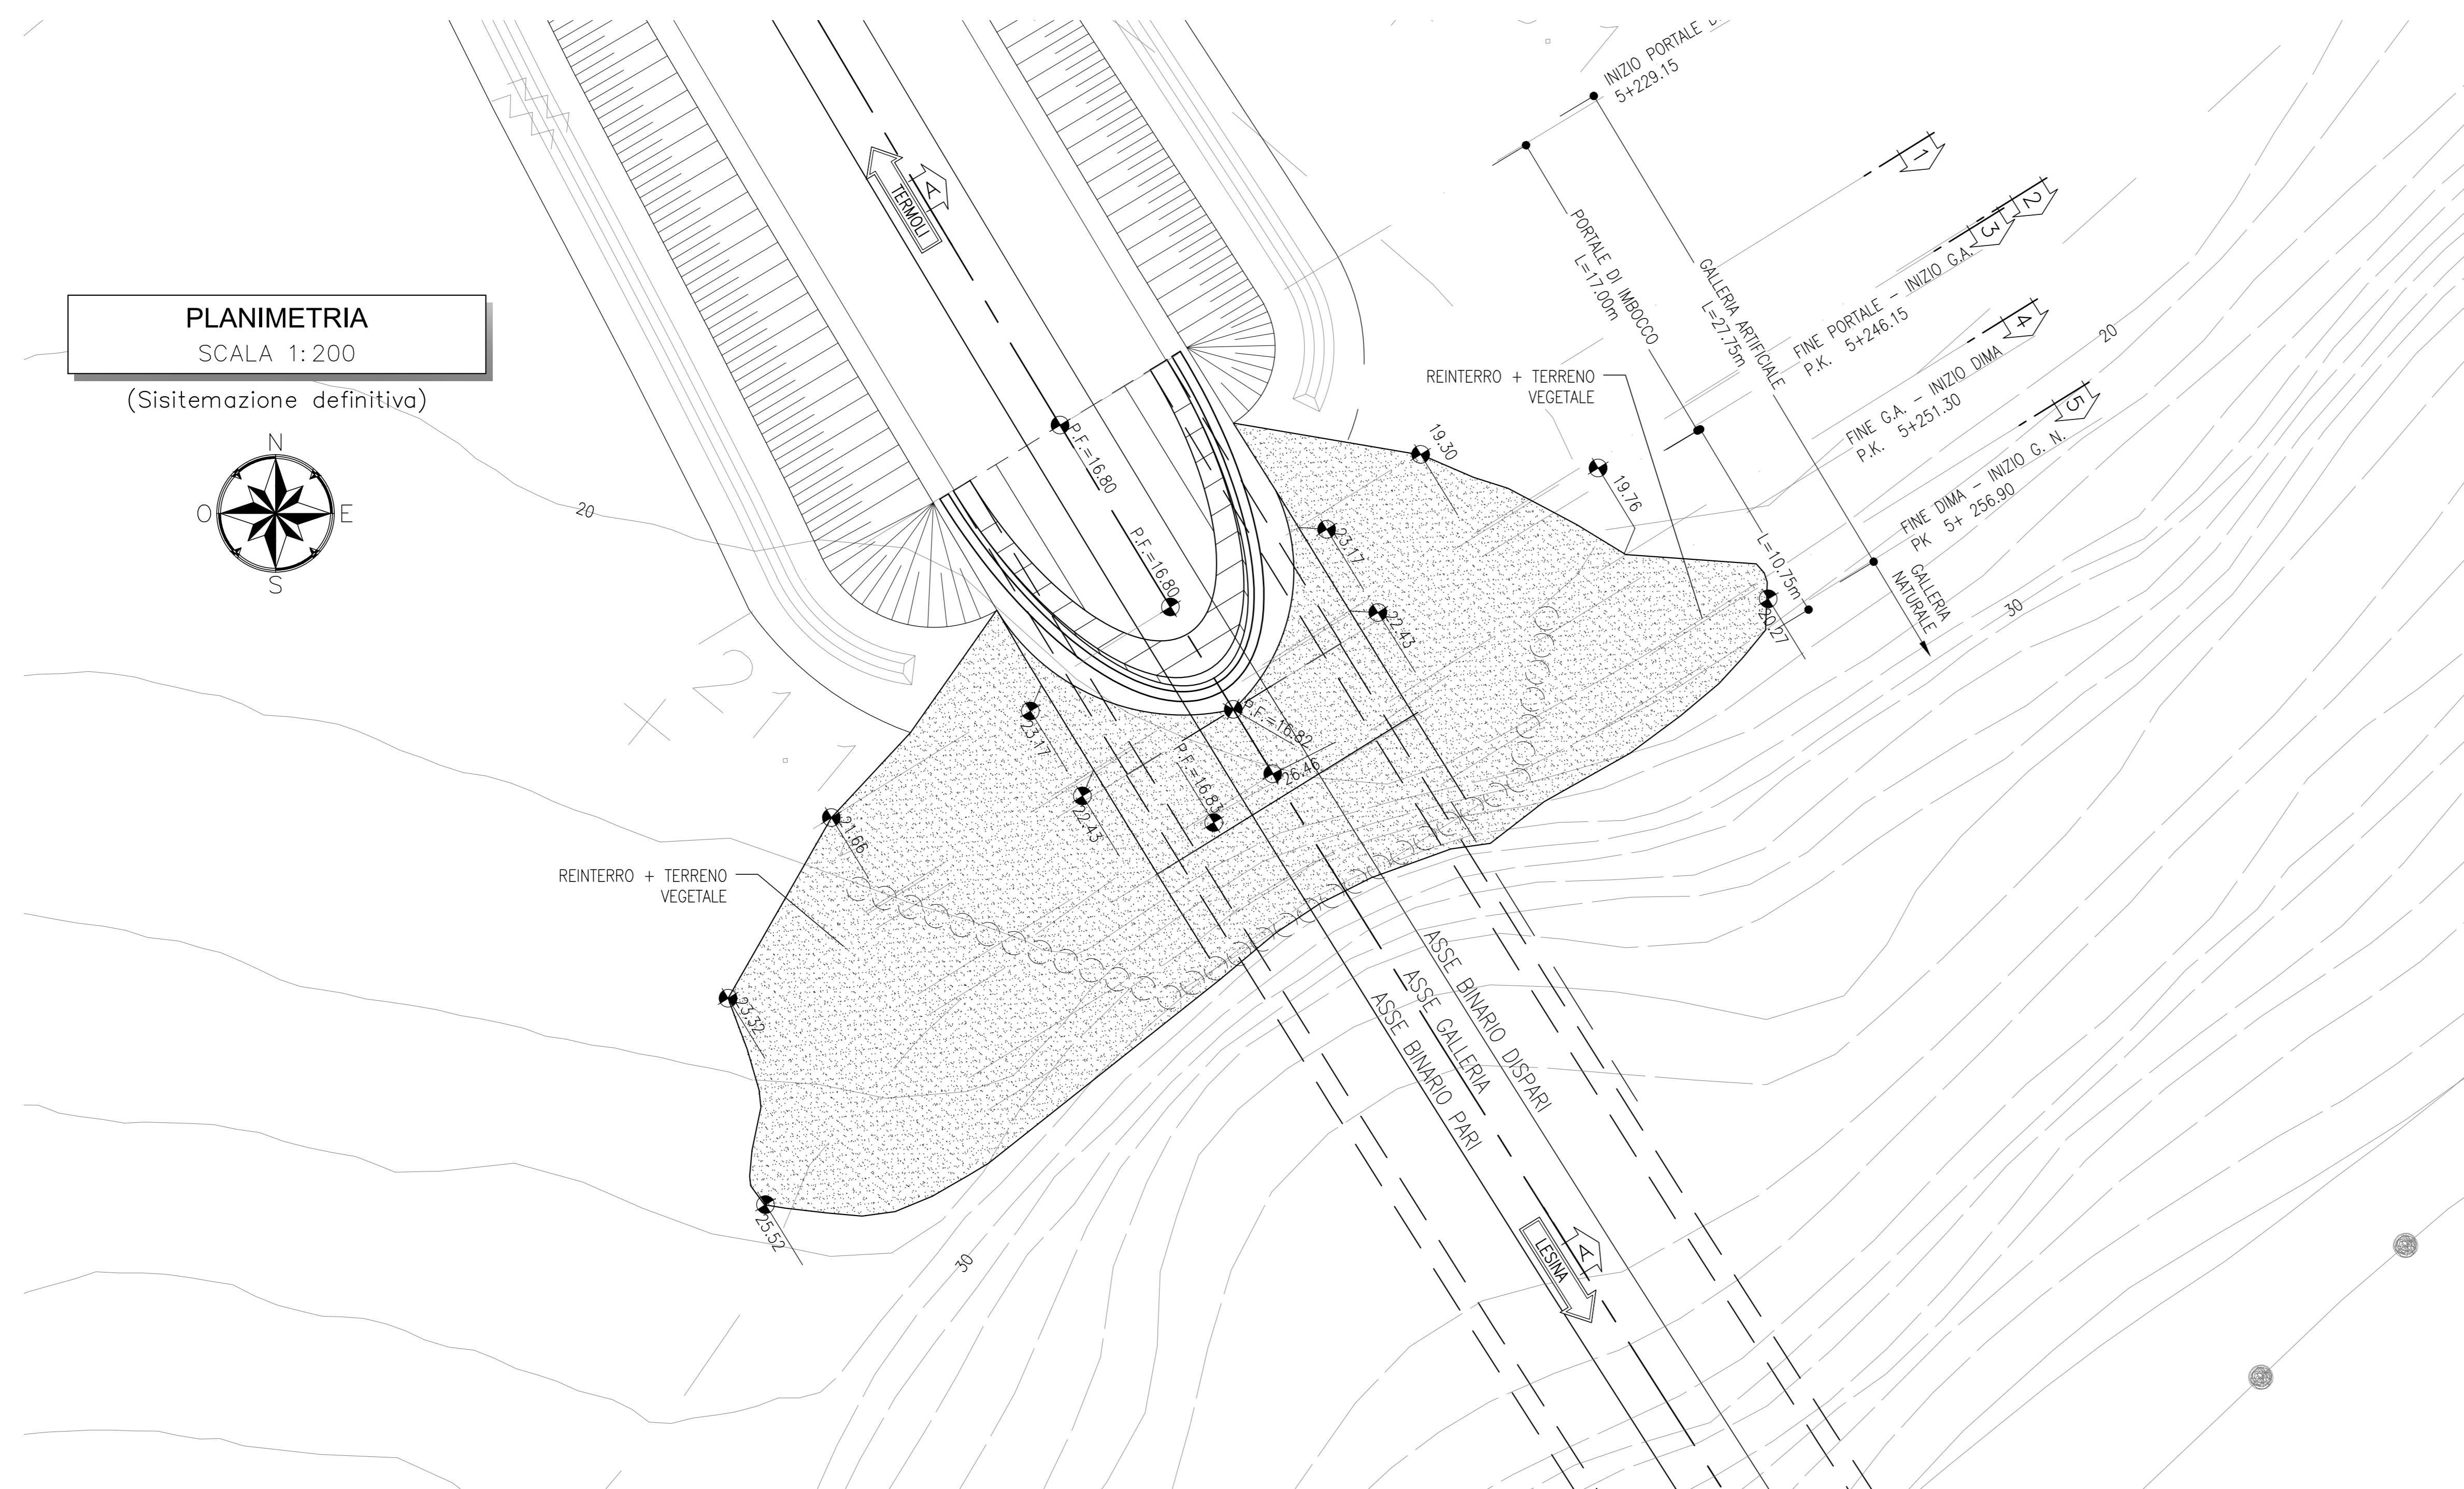 PLANIMETRIA
SCALA 1:200
(Sisitemazione definitiva)
N
O
E
S
20
TERMOLI
A
INIZIO PORTALE
5+229.15
1
2
3
4
5
PORTALE DI IMBOCCO
L=17.00m
GALLERIA ARTIFICIALE
L=27.75m
FINE PORTALE - INIZIO G.A.
P.K. 5+246.15
FINE G.A. - INIZIO DIMA
P.K. 5+251.30
FINE DIMA - INIZIO G. N.
PK 5+ 256.90
20
30
L=10.75m
GALLERIA
NATURALE
REINTERRO + TERRENO
VEGETALE
19.30
19.76
20.27
P.F.=16.80
P.F.=16.80
23.17
22.43
P.F.=16.82
26.46
P.F.=16.83
23.17
22.43
21.66
REINTERRO + TERRENO
VEGETALE
23.32
25.52
30
ASSE BINARIO DISPARI
ASSE GALLERIA
ASSE BINARIO PARI
LESINA
A